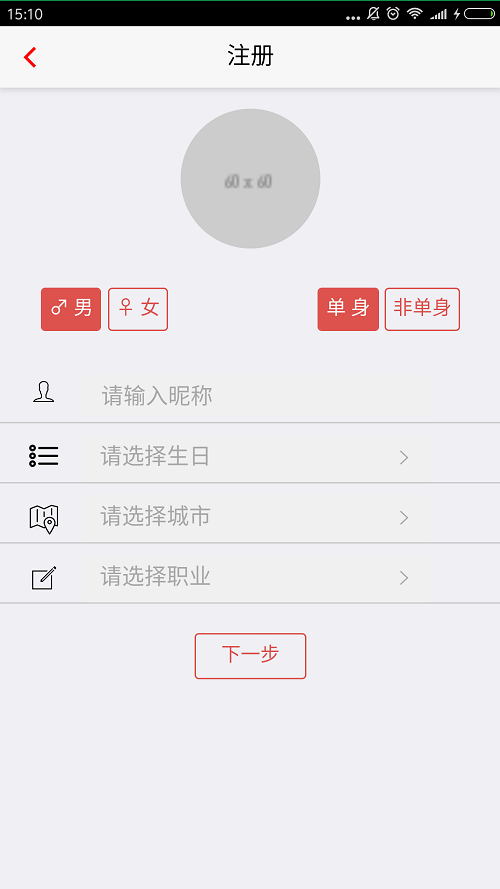 15:10
注册
60 x 60
♂ 男 ♀ 女 单 身 非单身
请输入昵称
请选择生日
请选择城市
请选择职业
下一步